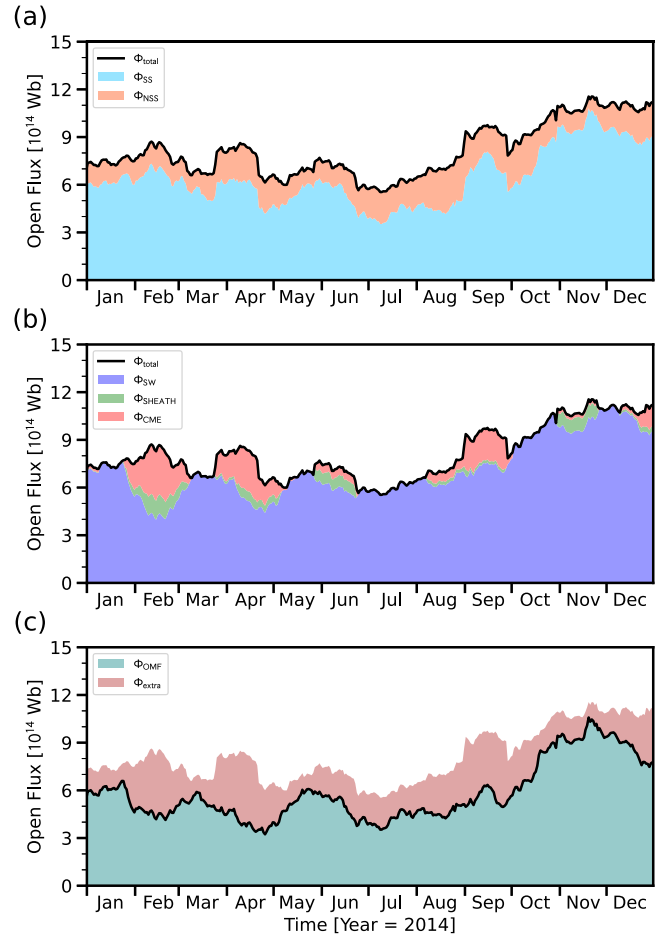 (a)
15
12
9
6
3
0
Open Flux [10¹⁴ Wb]
Φtotal
ΦSS
ΦNSS
Jan Feb Mar Apr May Jun Jul Aug Sep Oct Nov Dec
(b)
15
12
9
6
3
0
Open Flux [10¹⁴ Wb]
Φtotal
ΦSW
ΦSHEATH
ΦCME
Jan Feb Mar Apr May Jun Jul Aug Sep Oct Nov Dec
(c)
15
12
9
6
3
0
Open Flux [10¹⁴ Wb]
ΦOMF
Φextra
Jan Feb Mar Apr May Jun Jul Aug Sep Oct Nov Dec
Time [Year = 2014]